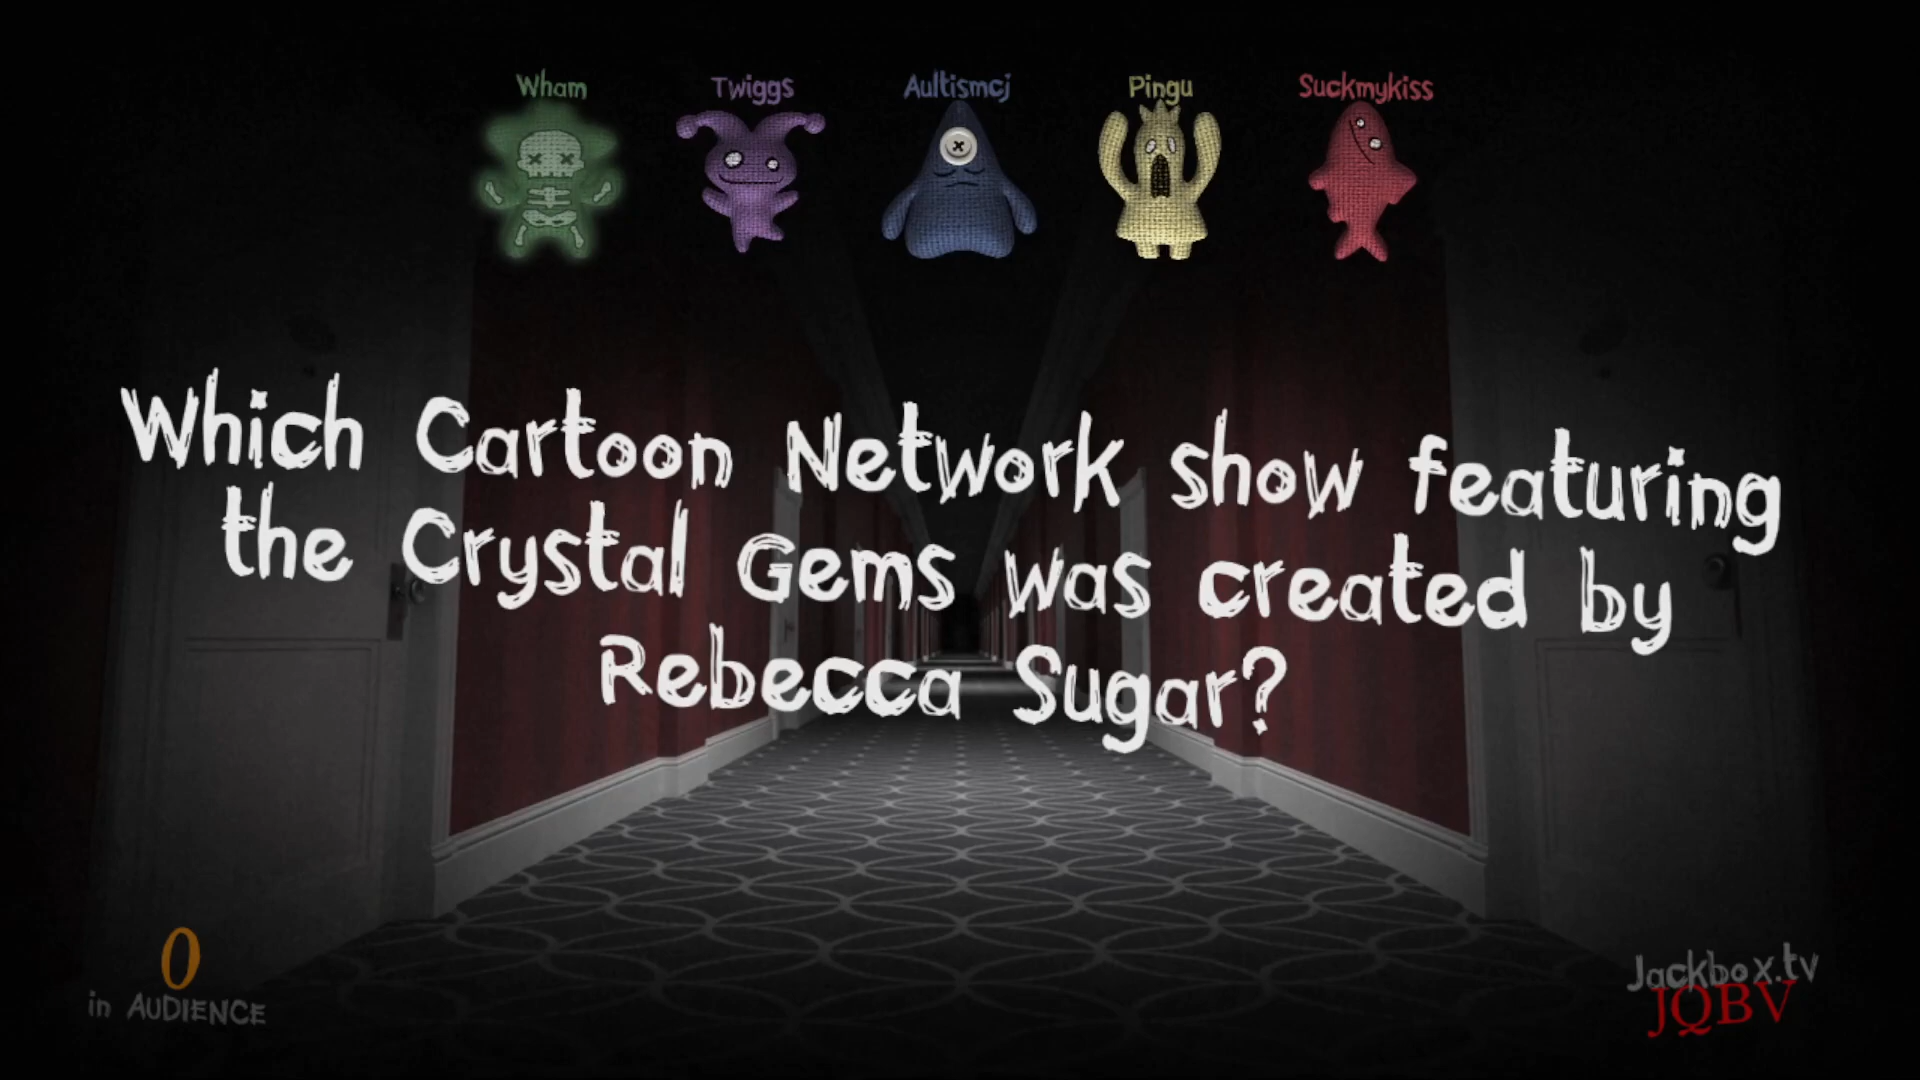 Wham
Twiggs
Aultismcj
Pingu
Suckmykiss
Which Cartoon Network show featuring
the Crystal Gems was created by
Rebecca Sugar?
0
in AUDIENCE
Jackbox.tv
JQBV